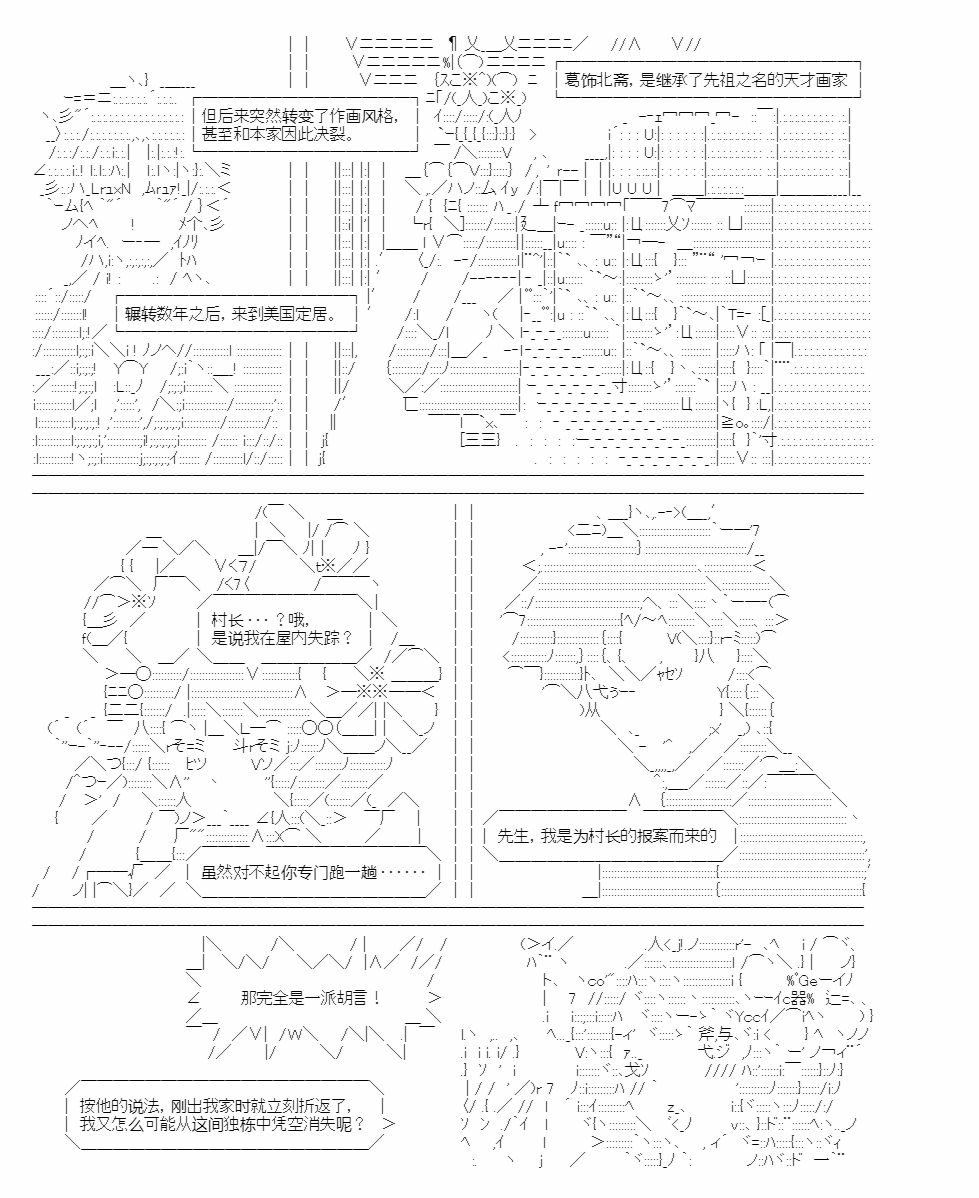 葛饰北斋，是继承了先祖之名的天才画家
但后来突然转变了作画风格，
甚至和本家因此决裂。
辗转数年之后，来到美国定居。
村长・・・？哦，
是说我在屋内失踪？
先生，我是为村长的报案而来的
虽然对不起你专门跑一趟・・・・・・
那完全是一派胡言！
按他的说法，刚出我家时就立刻折返了，
我又怎么可能从这间独栋中凭空消失呢？